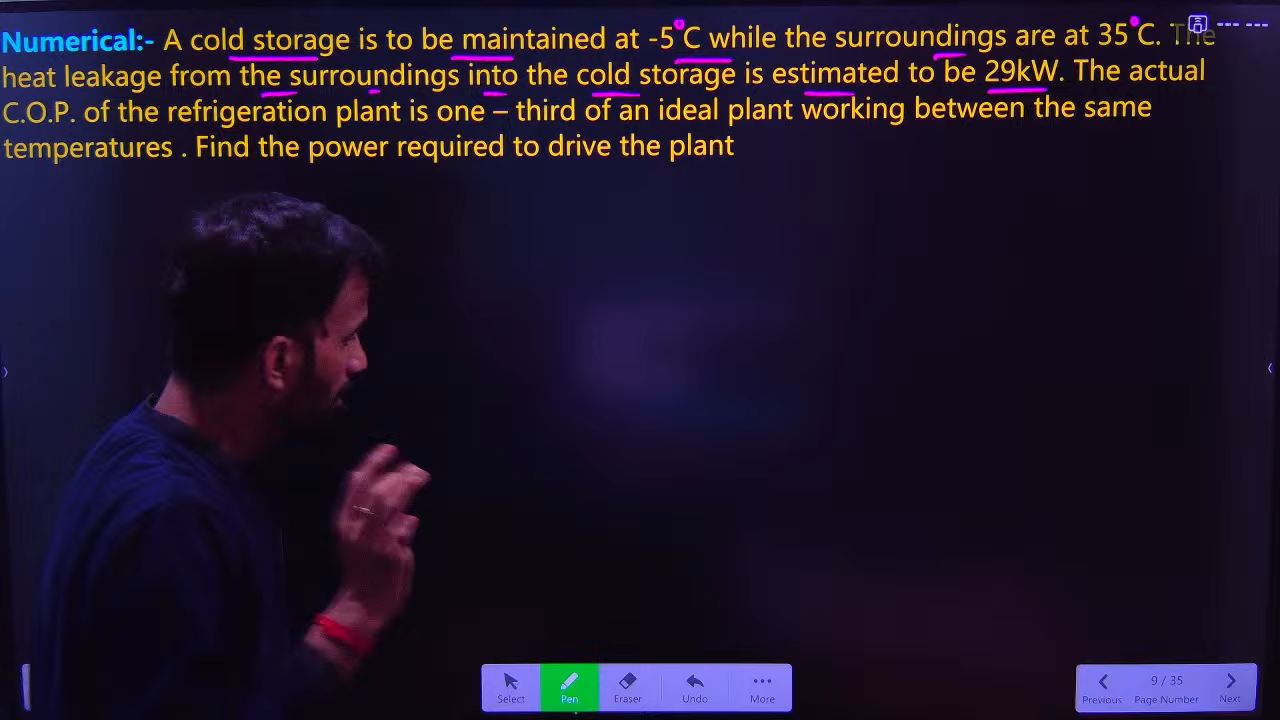 Numerical:- A cold storage is to be maintained at -5°C while the surroundings are at 35°C. The
heat leakage from the surroundings into the cold storage is estimated to be 29kW. The actual
C.O.P. of the refrigeration plant is one – third of an ideal plant working between the same
temperatures . Find the power required to drive the plant
Select Pen Eraser Undo More
9 / 35
Previous Page Number Next